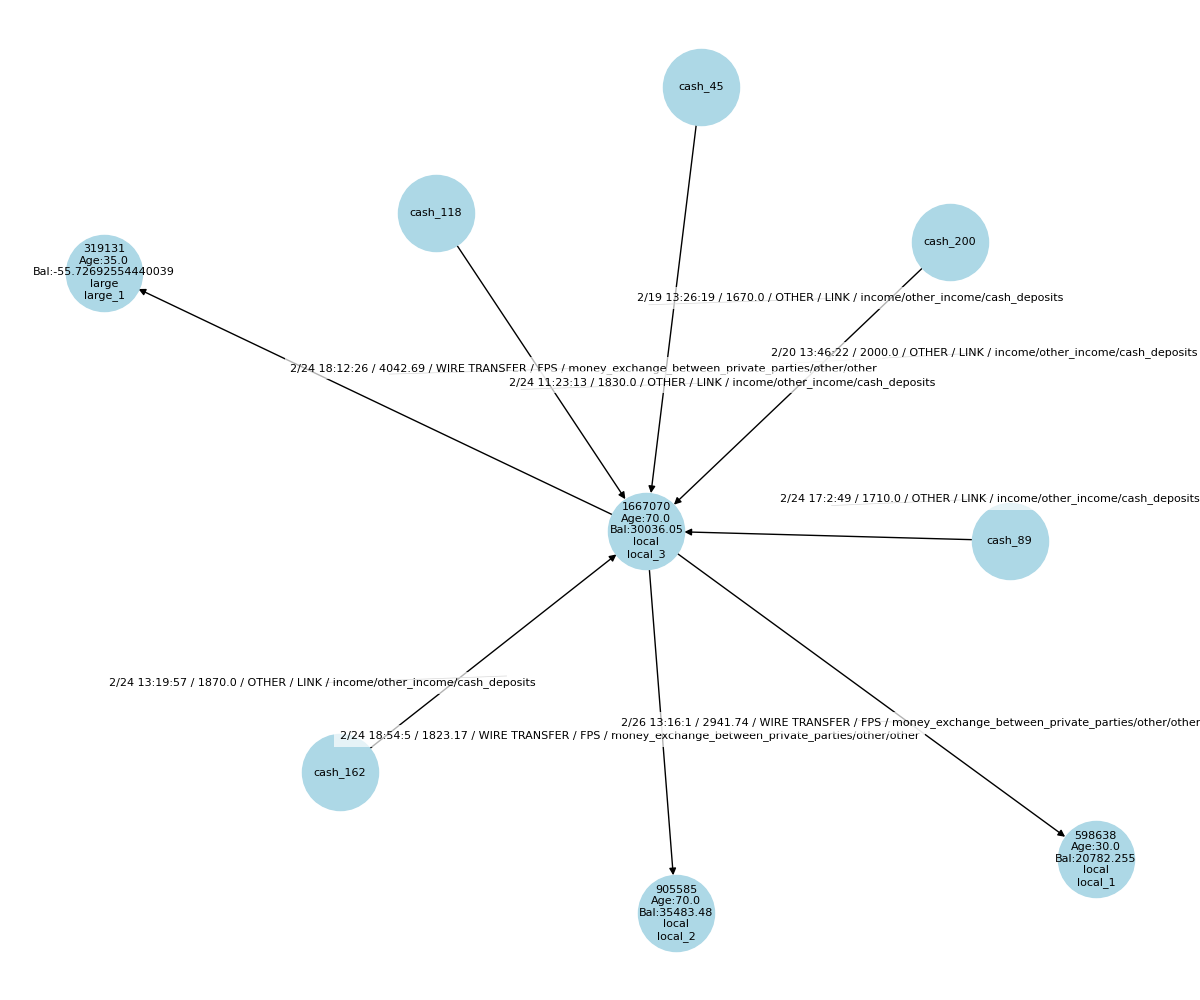 cash_45
cash_118
cash_200
319131
Age:35.0
Bal:-55.72692554440039
large
large_1
2/19 13:26:19 / 1670.0 / OTHER / LINK / income/other_income/cash_deposits
2/20 13:46:22 / 2000.0 / OTHER / LINK / income/other_income/cash_deposits
2/24 18:12:26 / 4042.69 / WIRE TRANSFER / FPS / money_exchange_between_private_parties/other/other
2/24 11:23:13 / 1830.0 / OTHER / LINK / income/other_income/cash_deposits
2/24 17:2:49 / 1710.0 / OTHER / LINK / income/other_income/cash_deposits
1667070
Age:70.0
Bal:30036.05
local
local_3
cash_89
2/24 13:19:57 / 1870.0 / OTHER / LINK / income/other_income/cash_deposits
2/26 13:16:1 / 2941.74 / WIRE TRANSFER / FPS / money_exchange_between_private_parties/other/other
2/24 18:54:5 / 1823.17 / WIRE TRANSFER / FPS / money_exchange_between_private_parties/other/other
cash_162
598638
Age:30.0
Bal:20782.255
local
local_1
905585
Age:70.0
Bal:35483.48
local
local_2